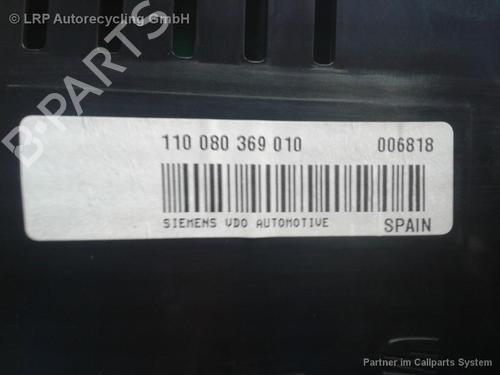 LRP Autorecycling GmbH
B-PARTS
110 080 369 010 006818
SIEMENS VDO AUTOMOTIVE SPAIN
Partner im Callparts System